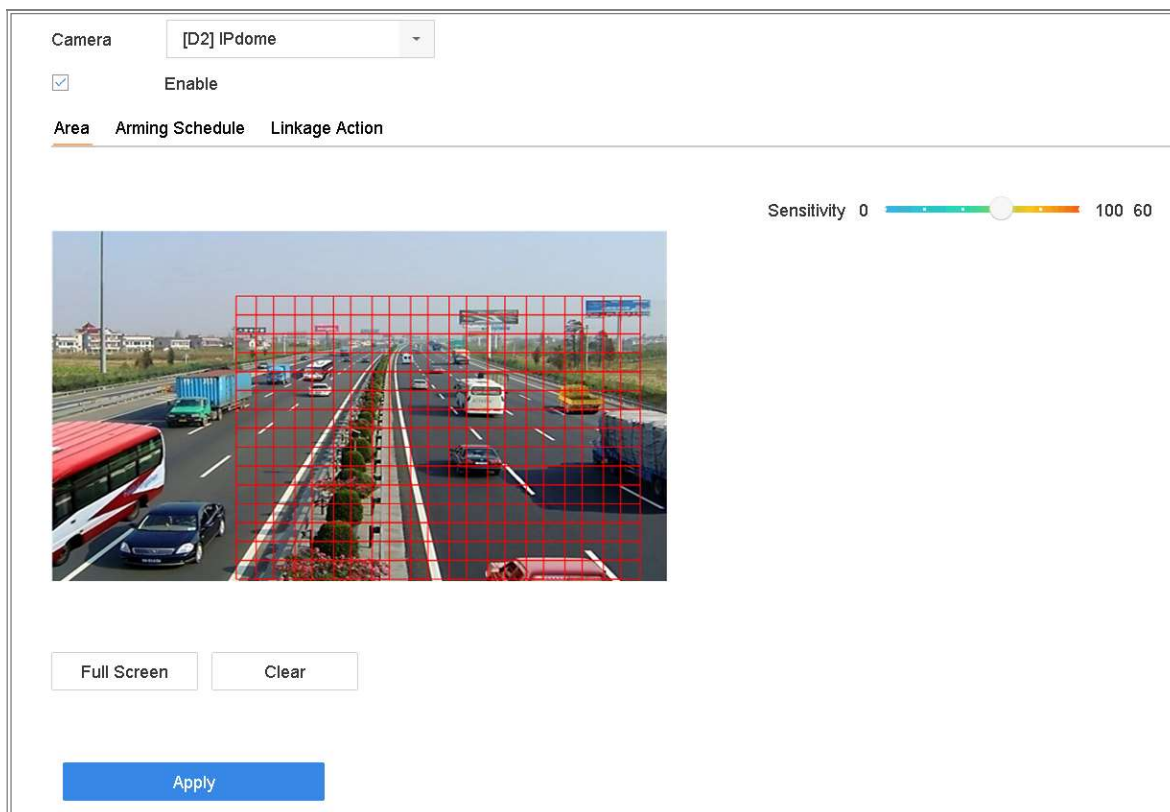 Camera [D2] IPdome
Enable
Area Arming Schedule Linkage Action
Sensitivity 0 100 60
Full Screen Clear
Apply